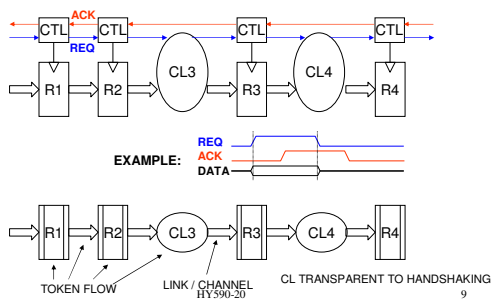 ACK
CTL CTL CTL CTL
REQ
R1 R2 CL3 R3 CL4 R4
REQ
EXAMPLE: ACK
DATA
R1 R2 CL3 R3 CL4 R4
TOKEN FLOW
LINK / CHANNEL
CL TRANSPARENT TO HANDSHAKING
HY590-20
9